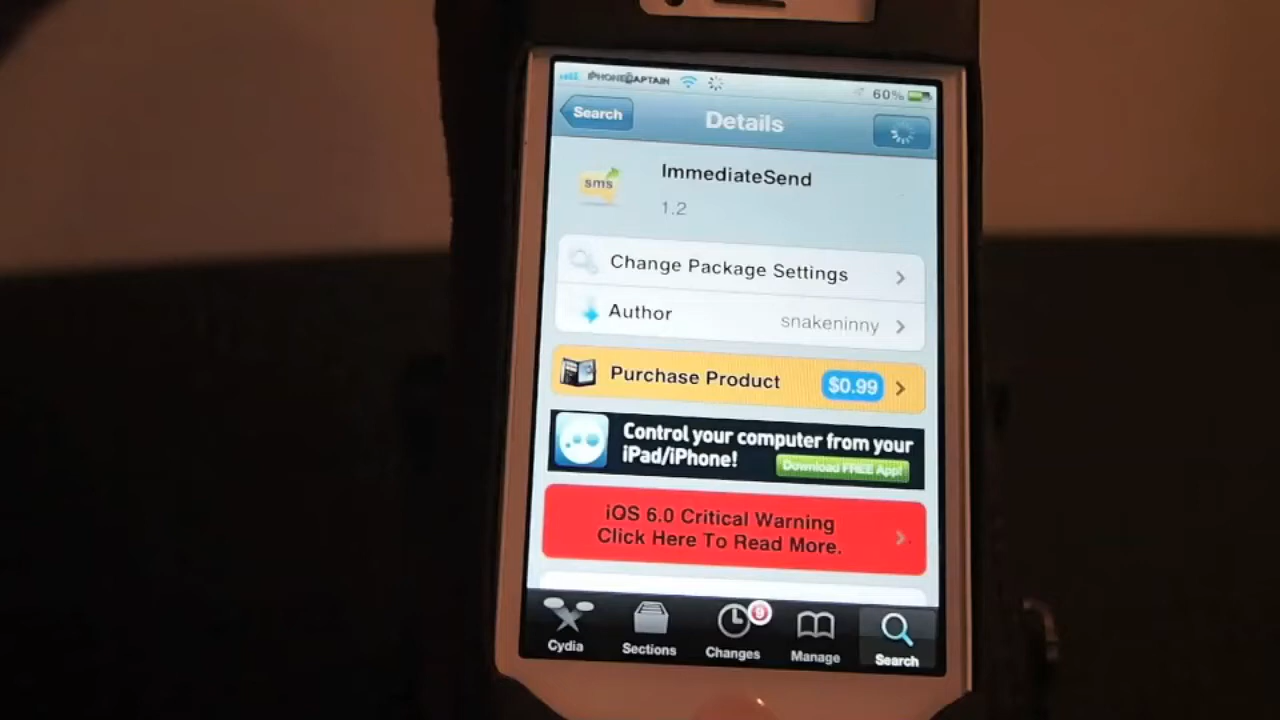 iPHONECAPTAIN
60%
Search
Details
sms
ImmediateSend
1.2
Change Package Settings
Author
snakeninny
Purchase Product
$0.99
Control your computer from your
iPad/iPhone!
Download FREE App!
iOS 6.0 Critical Warning
Click Here To Read More.
Cydia
Sections
9
Changes
Manage
Search